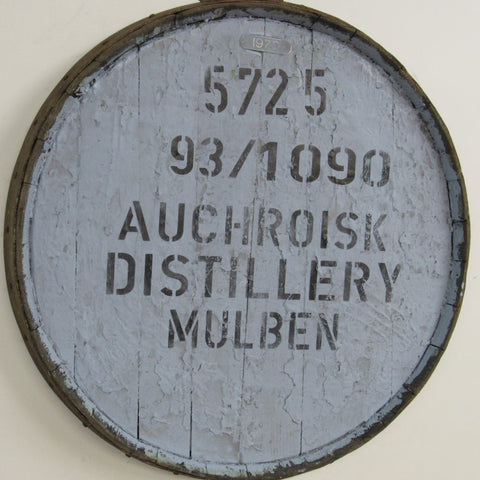 5725
93/1090
AUCHROISK
DISTILLERY
MULBEN